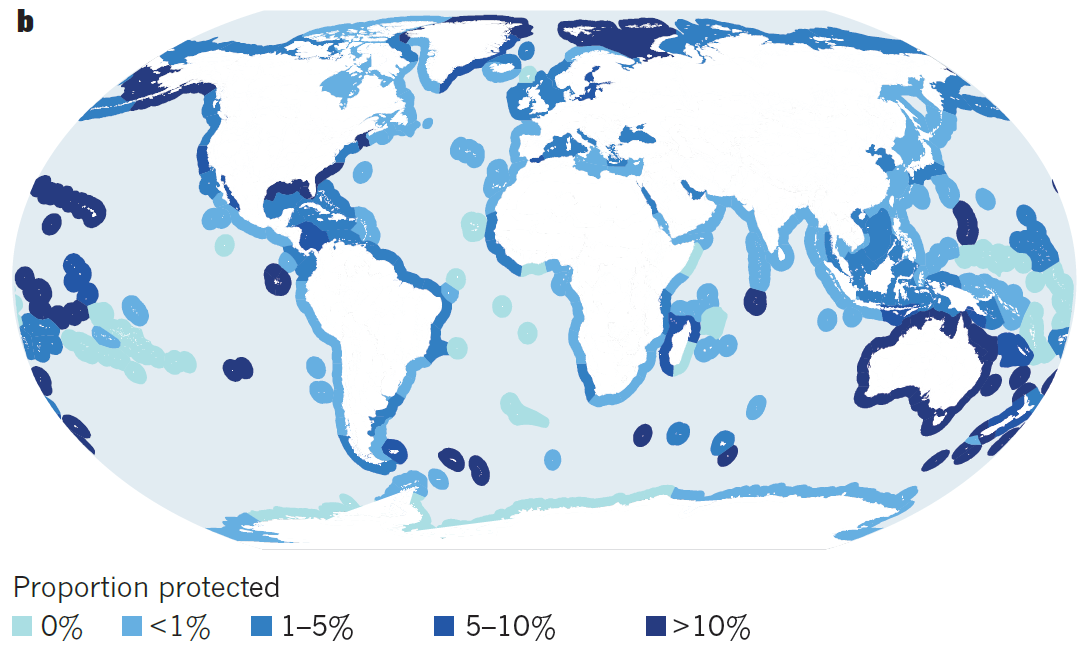 b
Proportion protected
0% <1% 1–5% 5–10% >10%